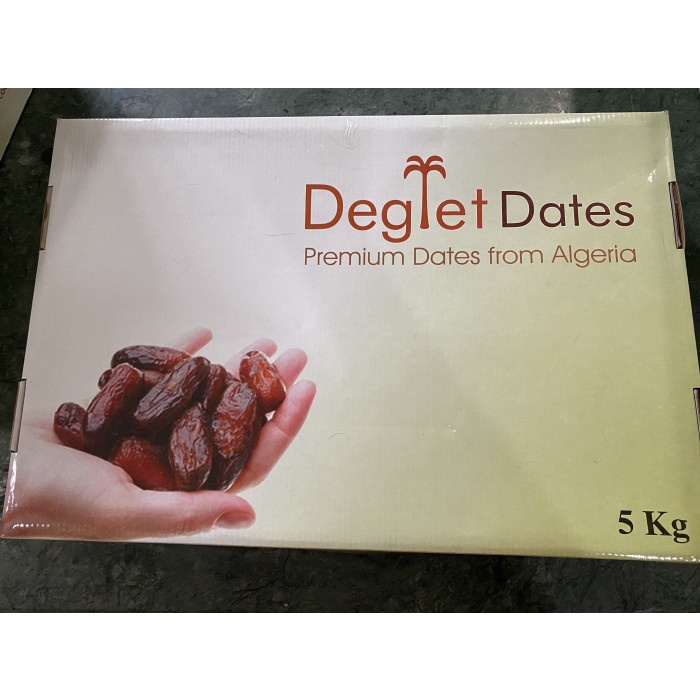 Deglet Dates
Premium Dates from Algeria
5 Kg